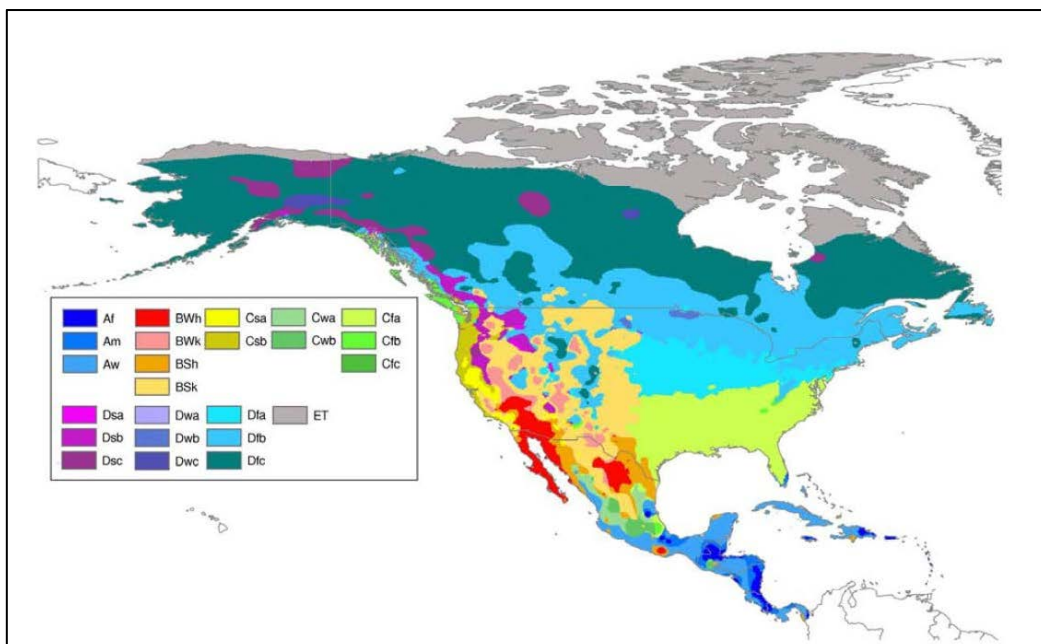 Af BWh Csa Cwa Cfa
Am BWk Csb Cwb Cfb
Aw BSh Cfc
BSk
Dsa Dwa Dfa ET
Dsb Dwb Dfb
Dsc Dwc Dfc